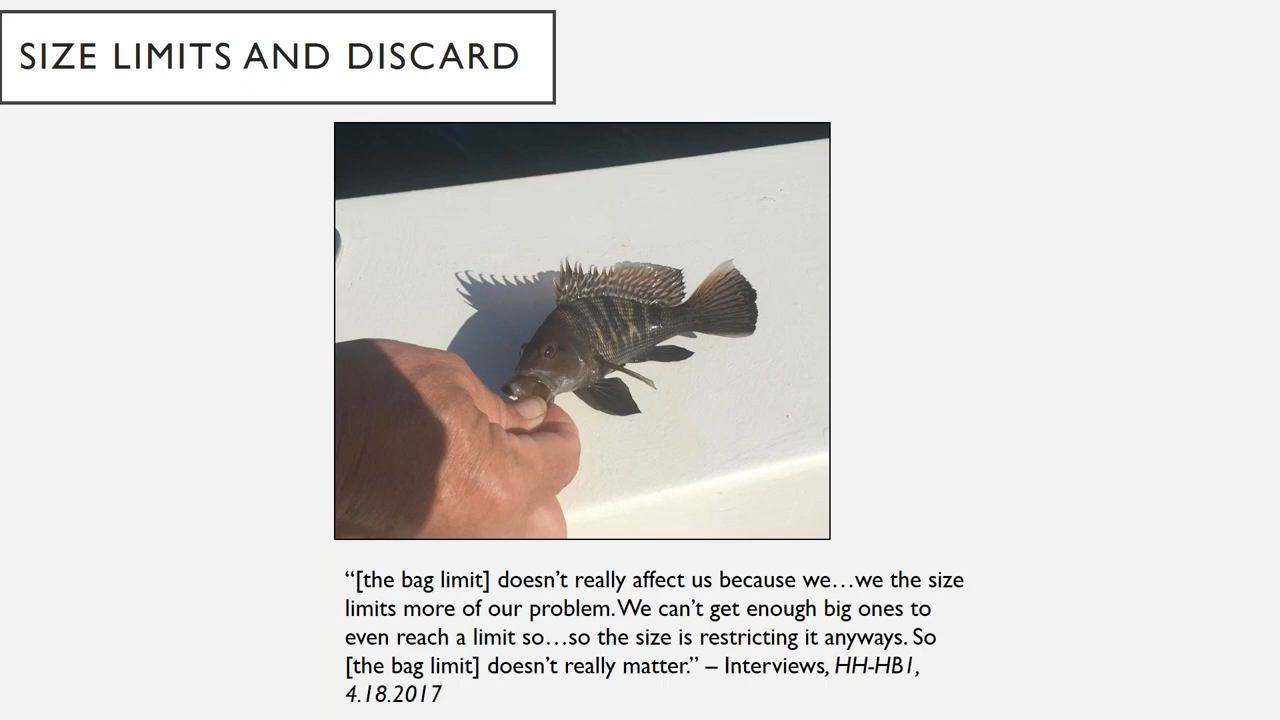 SIZE LIMITS AND DISCARD
“[the bag limit] doesn’t really affect us because we…we the size
limits more of our problem. We can’t get enough big ones to
even reach a limit so…so the size is restricting it anyways. So
[the bag limit] doesn’t really matter.” – Interviews, HH-HB1,
4.18.2017